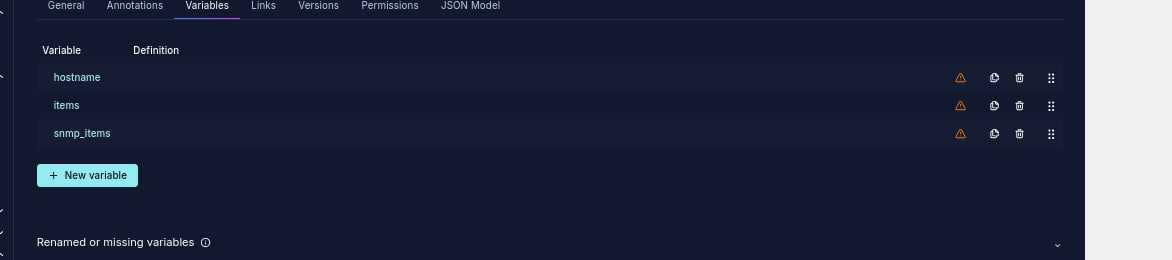 General Annotations Variables Links Versions Permissions JSON Model
Variable Definition
hostname
items
snmp_items
+ New variable
Renamed or missing variables